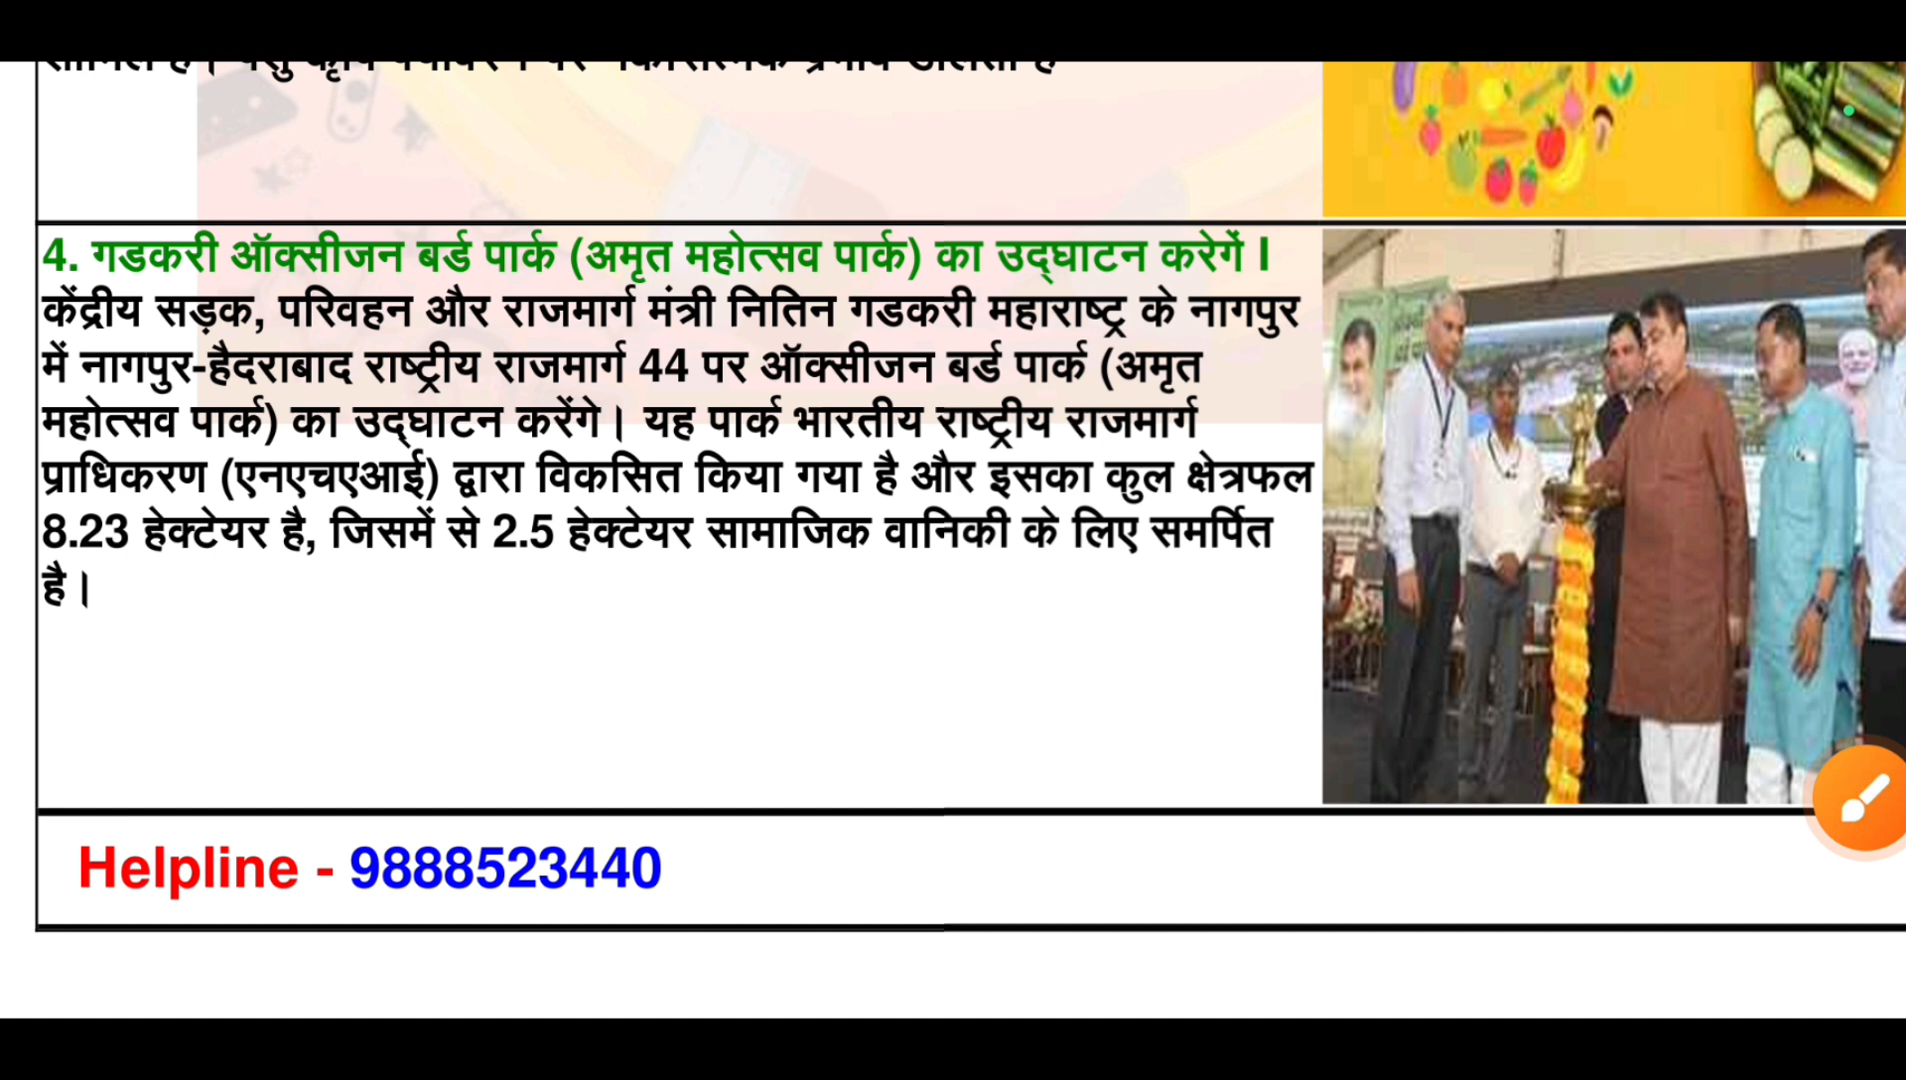 4. गडकरी ऑक्सीजन बर्ड पार्क (अमृत महोत्सव पार्क) का उद्घाटन करेगें I
केंद्रीय सड़क, परिवहन और राजमार्ग मंत्री नितिन गडकरी महाराष्ट्र के नागपुर
में नागपुर-हैदराबाद राष्ट्रीय राजमार्ग 44 पर ऑक्सीजन बर्ड पार्क (अमृत
महोत्सव पार्क) का उद्घाटन करेंगे। यह पार्क भारतीय राष्ट्रीय राजमार्ग
प्राधिकरण (एनएचएआई) द्वारा विकसित किया गया है और इसका कुल क्षेत्रफल
8.23 हेक्टेयर है, जिसमें से 2.5 हेक्टेयर सामाजिक वानिकी के लिए समर्पित
है।
Helpline - 9888523440